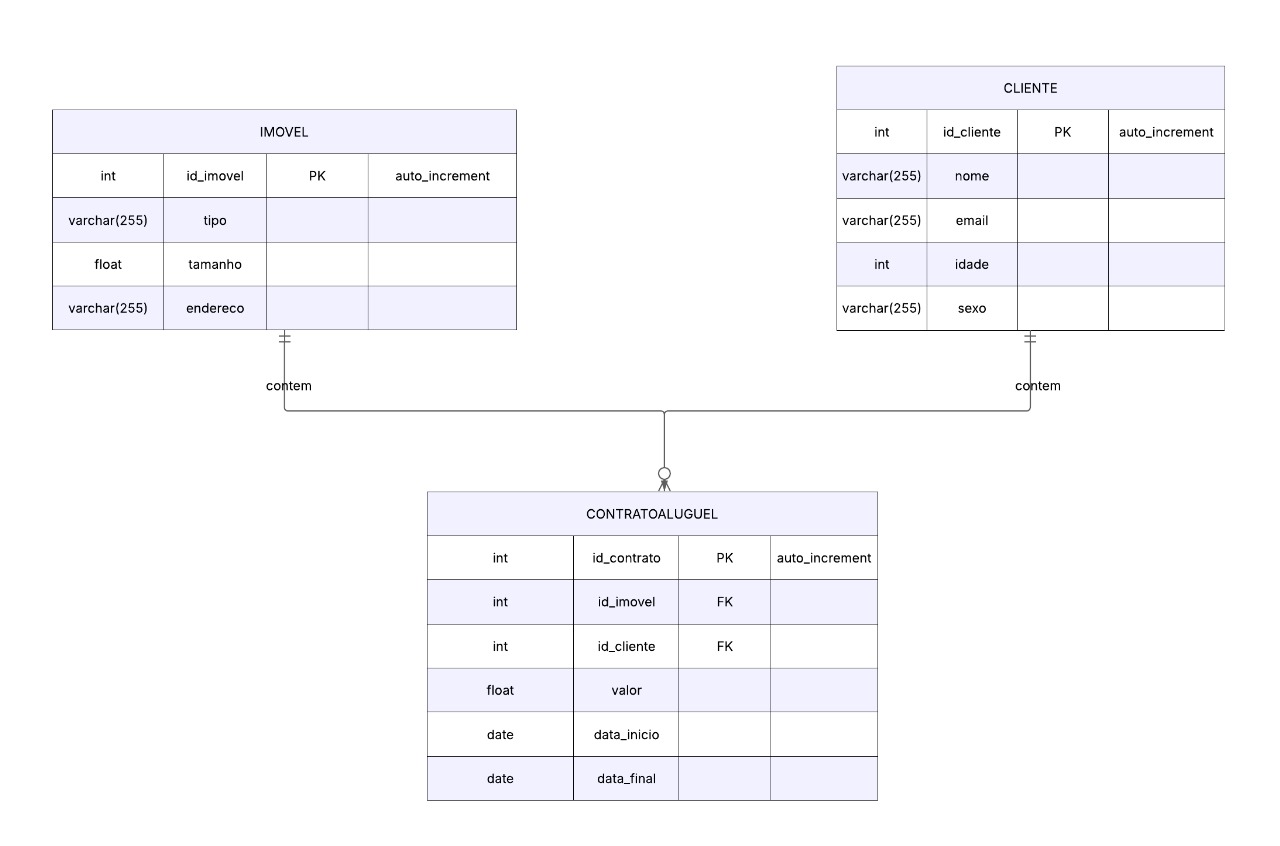 IMOVEL
int id_imovel PK auto_increment
varchar(255) tipo
float tamanho
varchar(255) endereco
CLIENTE
int id_cliente PK auto_increment
varchar(255) nome
varchar(255) email
int idade
varchar(255) sexo
contem
contem
CONTRATOALUGUEL
int id_contrato PK auto_increment
int id_imovel FK
int id_cliente FK
float valor
date data_inicio
date data_final